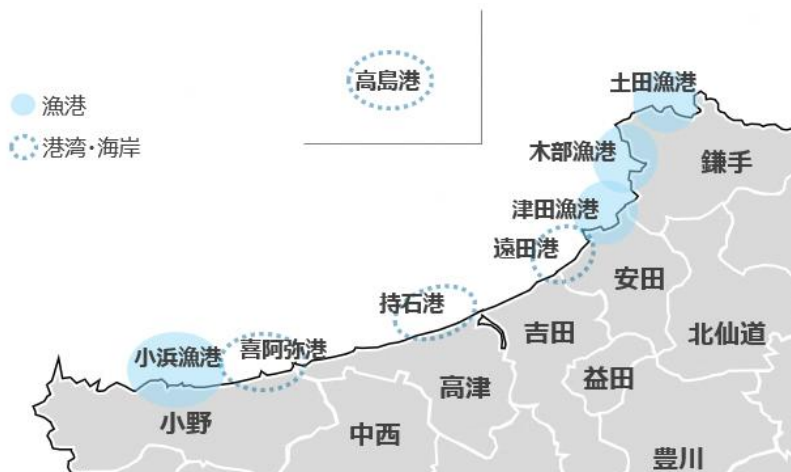 高島港
漁港
港湾・海岸
土田漁港
木部漁港
鎌手
津田漁港
遠田港
安田
持石港
吉田
北仙道
小浜漁港
喜阿弥港
高津
益田
小野
中西
豊川